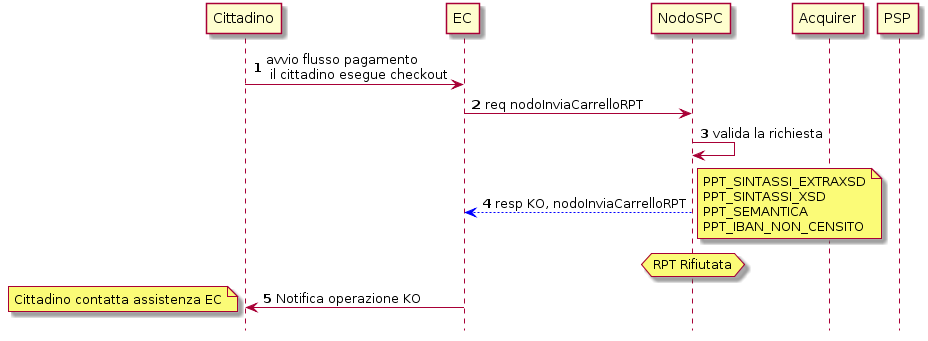 Cittadino
EC
NodoSPC
Acquirer
PSP
1 avvio flusso pagamento
il cittadino esegue checkout
2 req nodoInviaCarrelloRPT
3 valida la richiesta
4 resp KO, nodoInviaCarrelloRPT
PPT_SINTASSI_EXTRAXSD
PPT_SINTASSI_XSD
PPT_SEMANTICA
PPT_IBAN_NON_CENSITO
RPT Rifiutata
5 Notifica operazione KO
Cittadino contatta assistenza EC